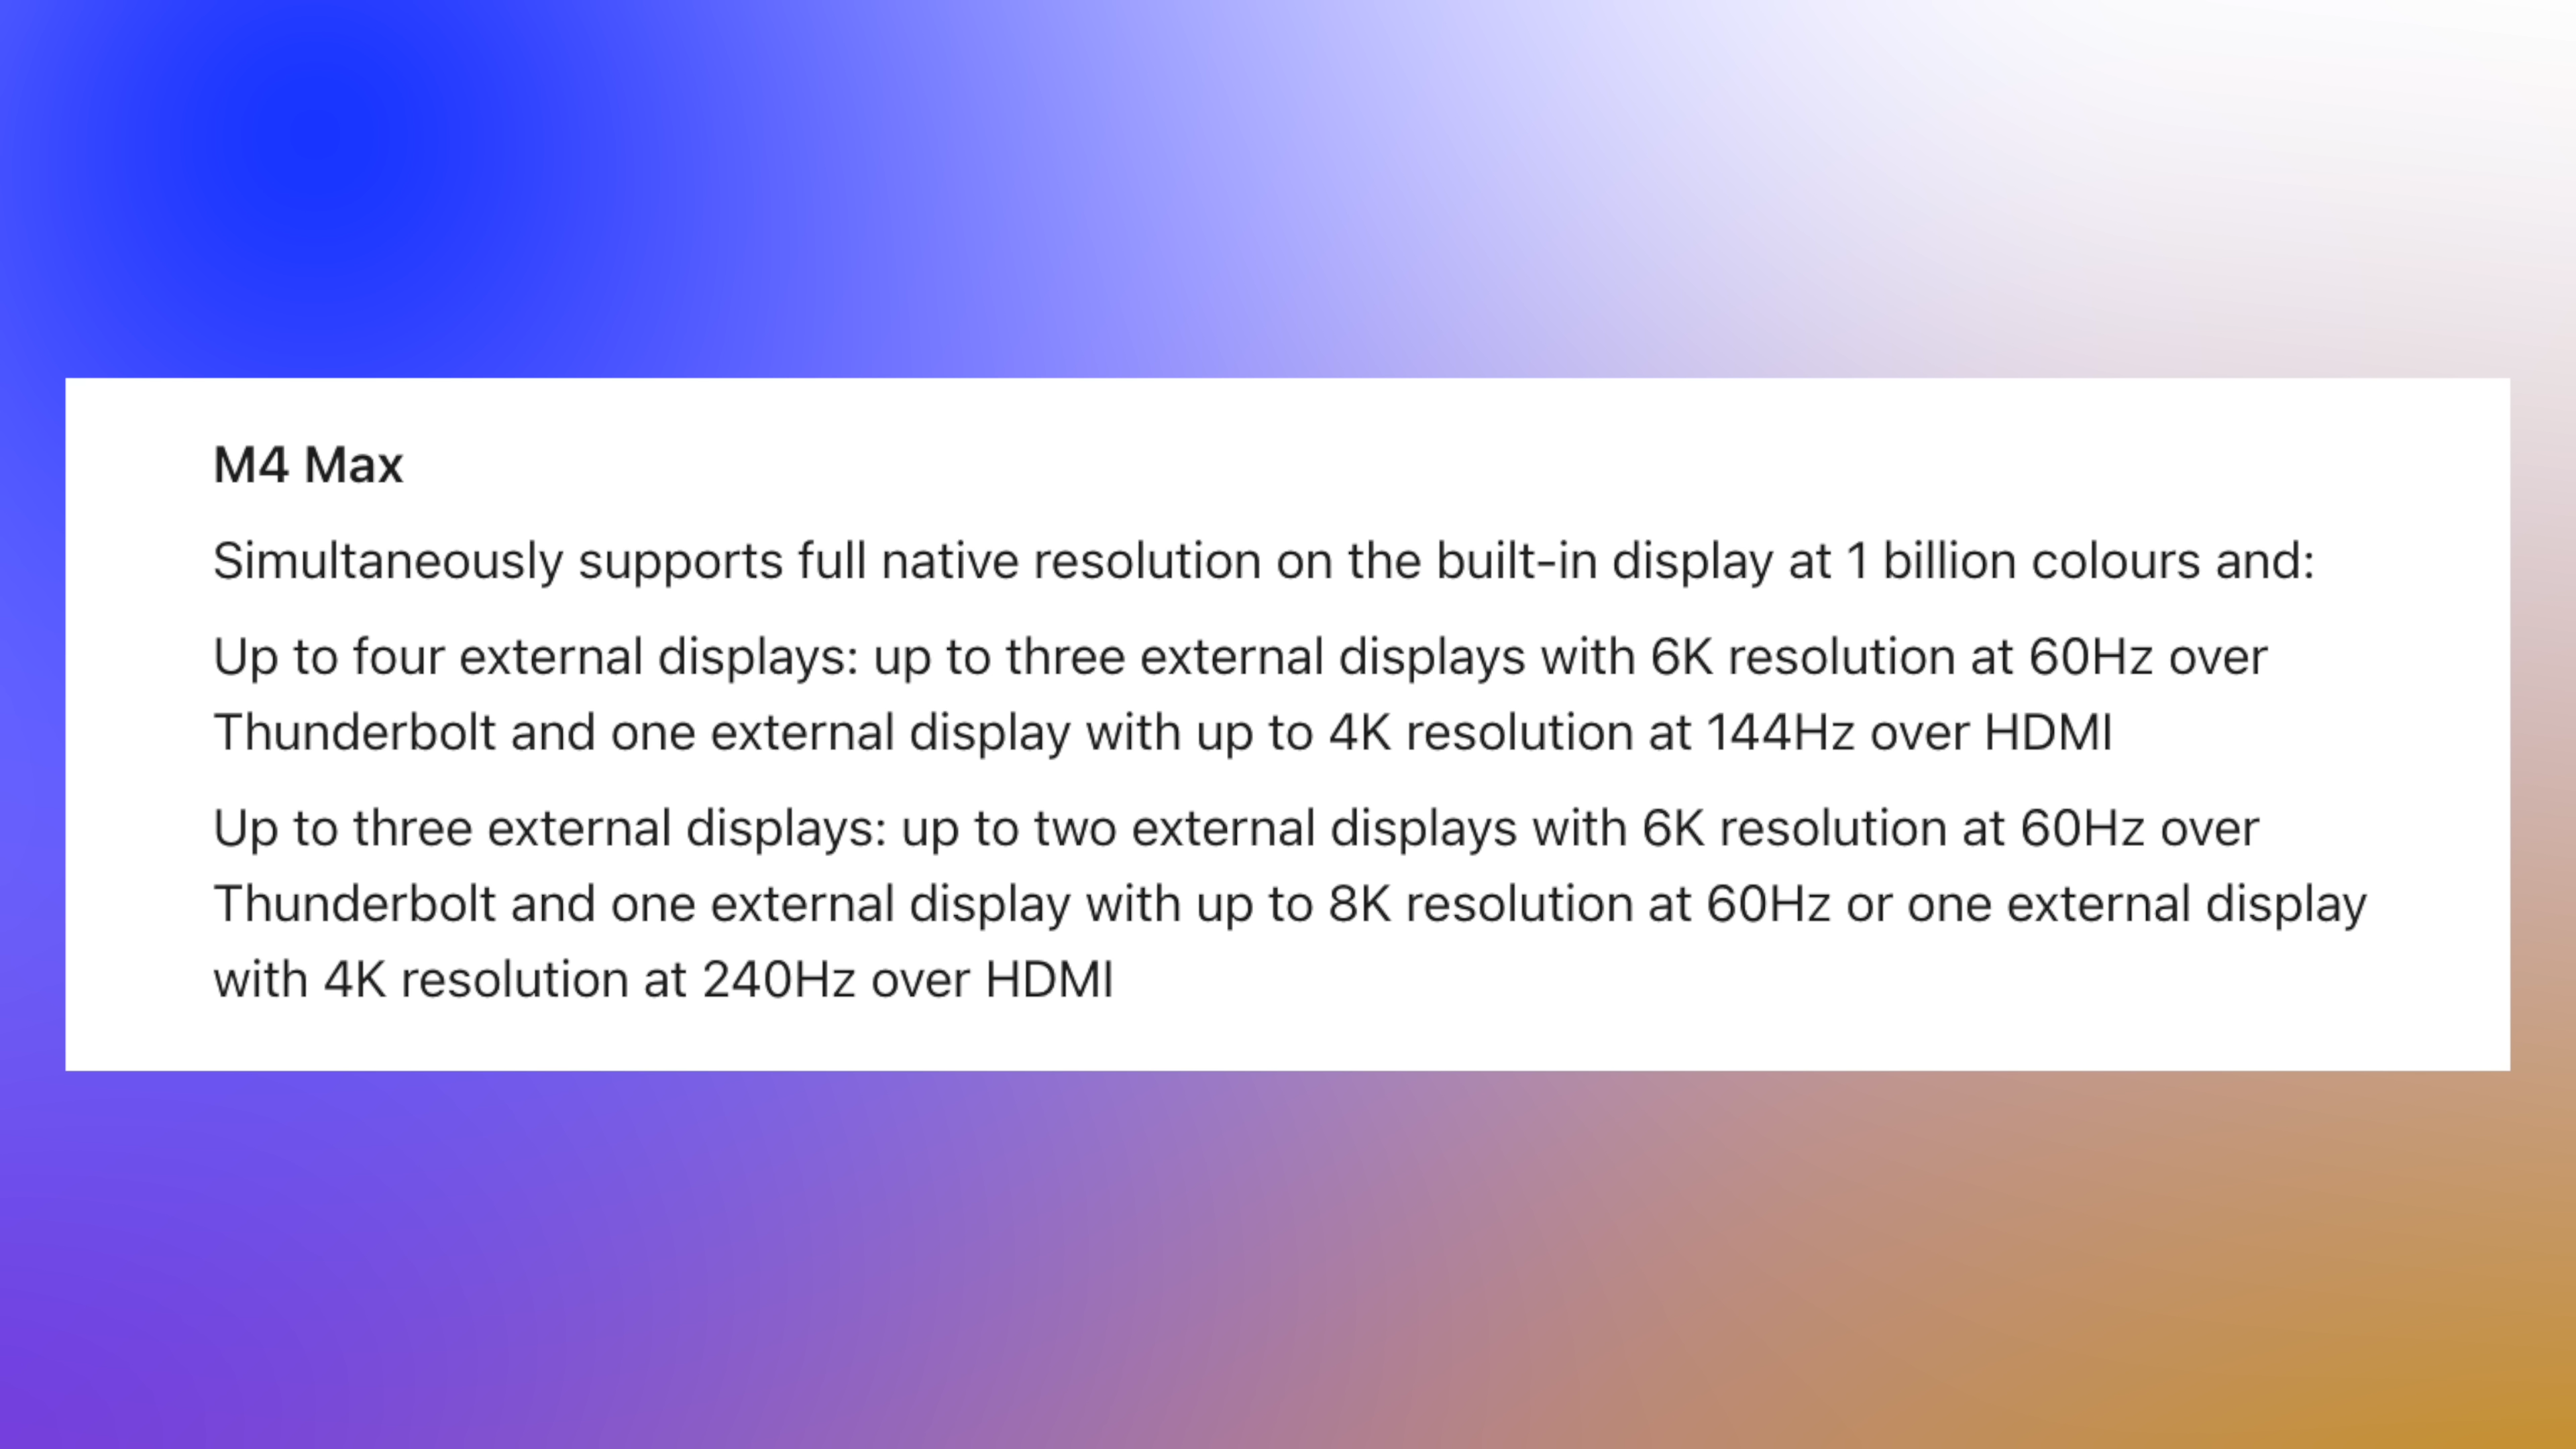 M4 Max
Simultaneously supports full native resolution on the built-in display at 1 billion colours and:
Up to four external displays: up to three external displays with 6K resolution at 60Hz over
Thunderbolt and one external display with up to 4K resolution at 144Hz over HDMI
Up to three external displays: up to two external displays with 6K resolution at 60Hz over
Thunderbolt and one external display with up to 8K resolution at 60Hz or one external display
with 4K resolution at 240Hz over HDMI